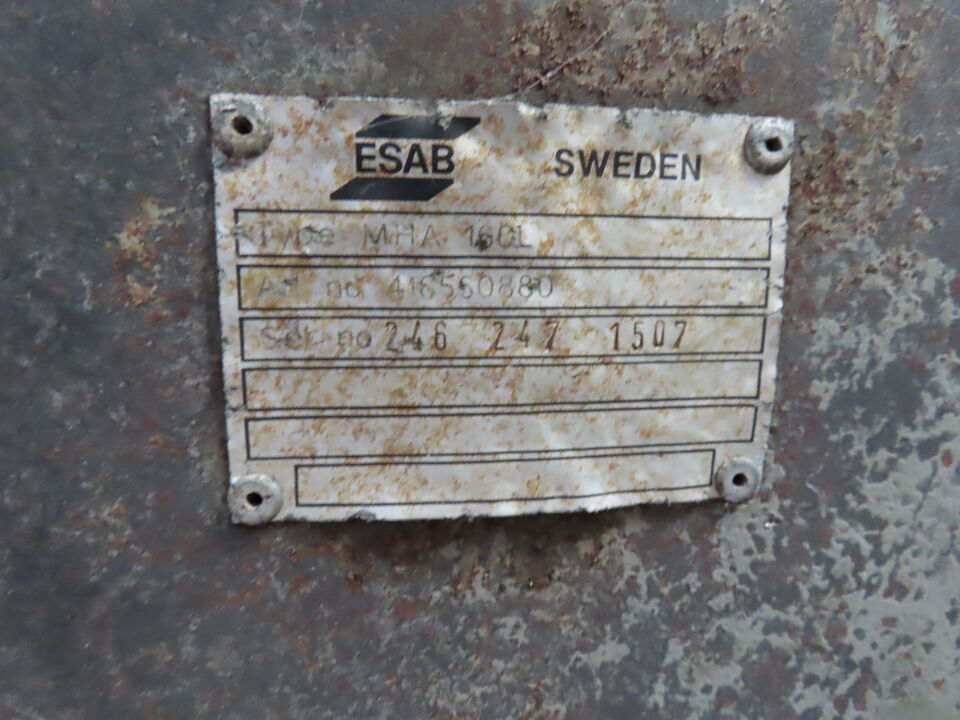 ESAB SWEDEN
Type MHA 160L
Art no 416550880
Ser. no 246 247 1507